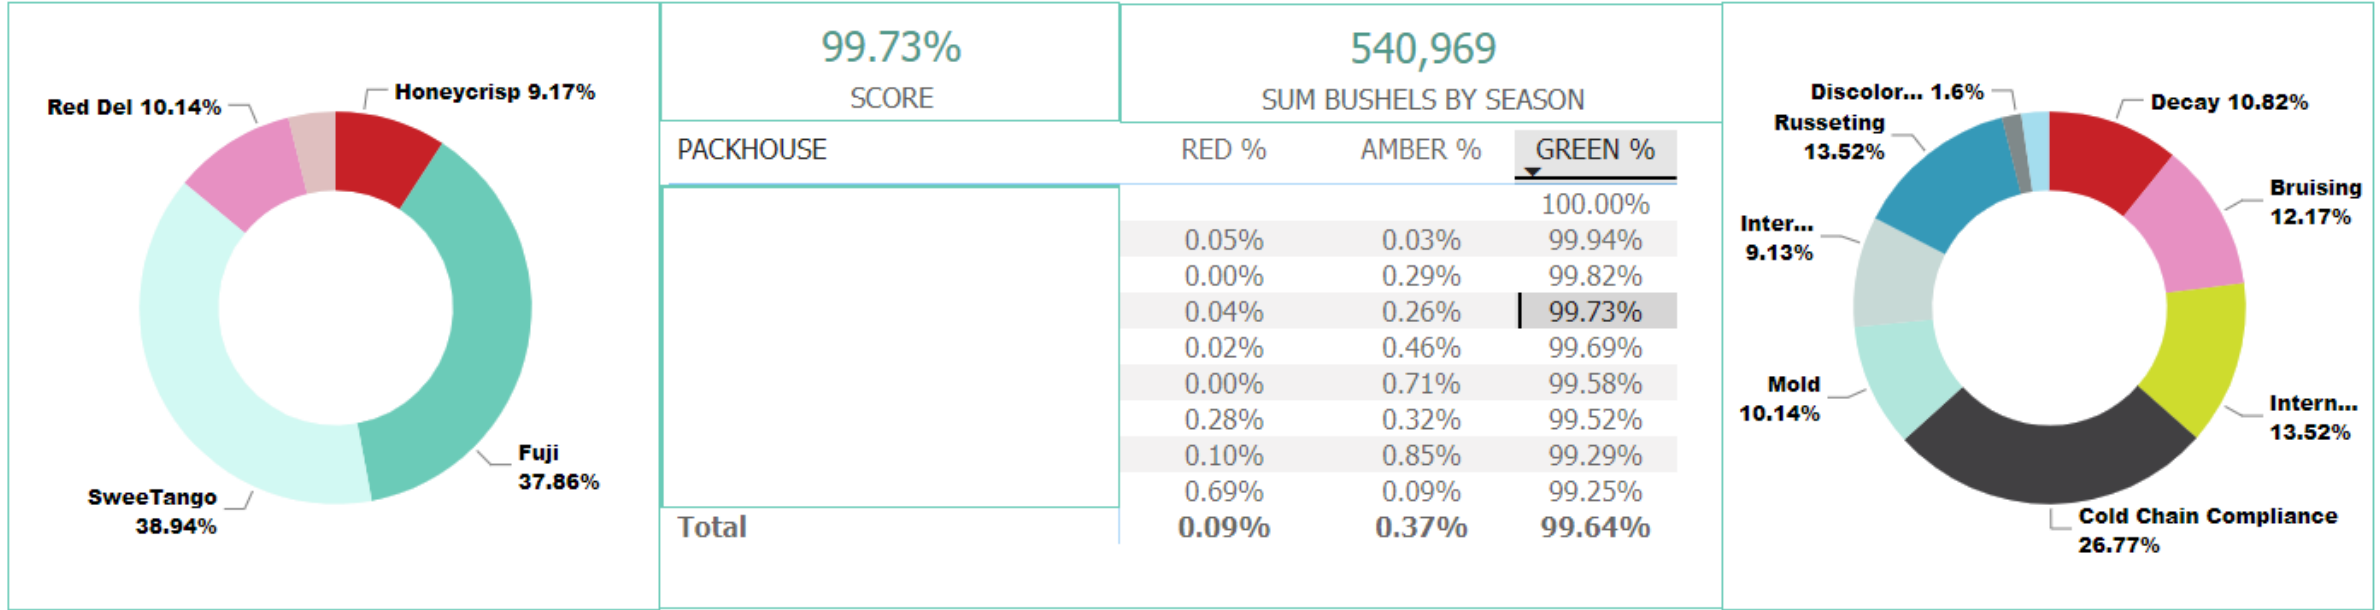 Red Del 10.14%
Honeycrisp 9.17%
Fuji
37.86%
SweeTango
38.94%
99.73%
SCORE
540,969
SUM BUSHELS BY SEASON
PACKHOUSE RED % AMBER % GREEN %
100.00%
0.05% 0.03% 99.94%
0.00% 0.29% 99.82%
0.04% 0.26% 99.73%
0.02% 0.46% 99.69%
0.00% 0.71% 99.58%
0.28% 0.32% 99.52%
0.10% 0.85% 99.29%
0.69% 0.09% 99.25%
Total 0.09% 0.37% 99.64%
Discolor... 1.6%
Decay 10.82%
Russeting
13.52%
Bruising
12.17%
Inter...
9.13%
Mold
10.14%
Intern...
13.52%
Cold Chain Compliance
26.77%